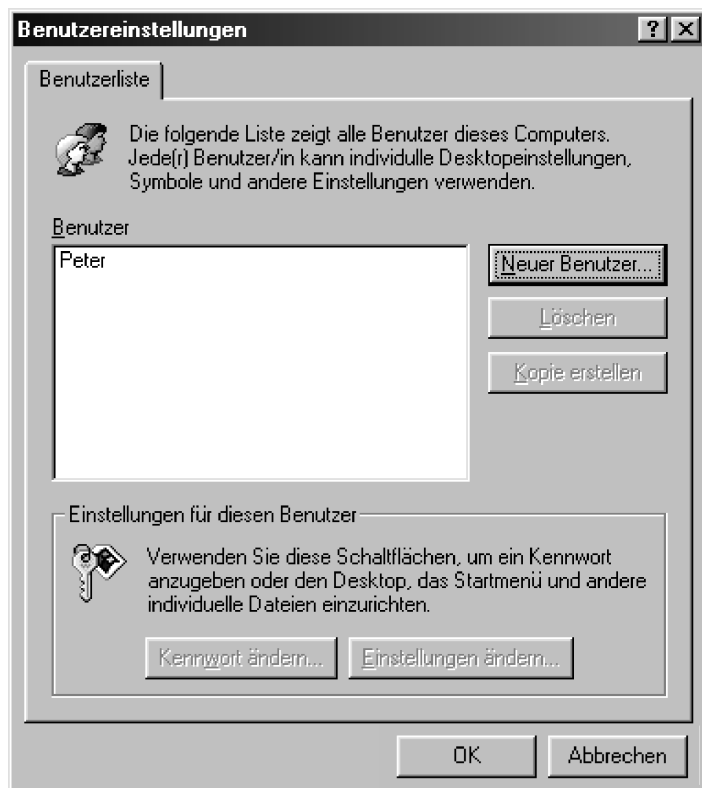 Benutzereinstellungen
Benutzerliste
Die folgende Liste zeigt alle Benutzer dieses Computers.
Jede(r) Benutzer/in kann individulle Desktopeinstellungen,
Symbole und andere Einstellungen verwenden.
Benutzer
Peter
Neuer Benutzer...
Löschen
Kopie erstellen
Einstellungen für diesen Benutzer
Verwenden Sie diese Schaltflächen, um ein Kennwort
anzugeben oder den Desktop, das Startmenü und andere
individuelle Dateien einzurichten.
Kennwort ändern...
Einstellungen ändern...
OK
Abbrechen